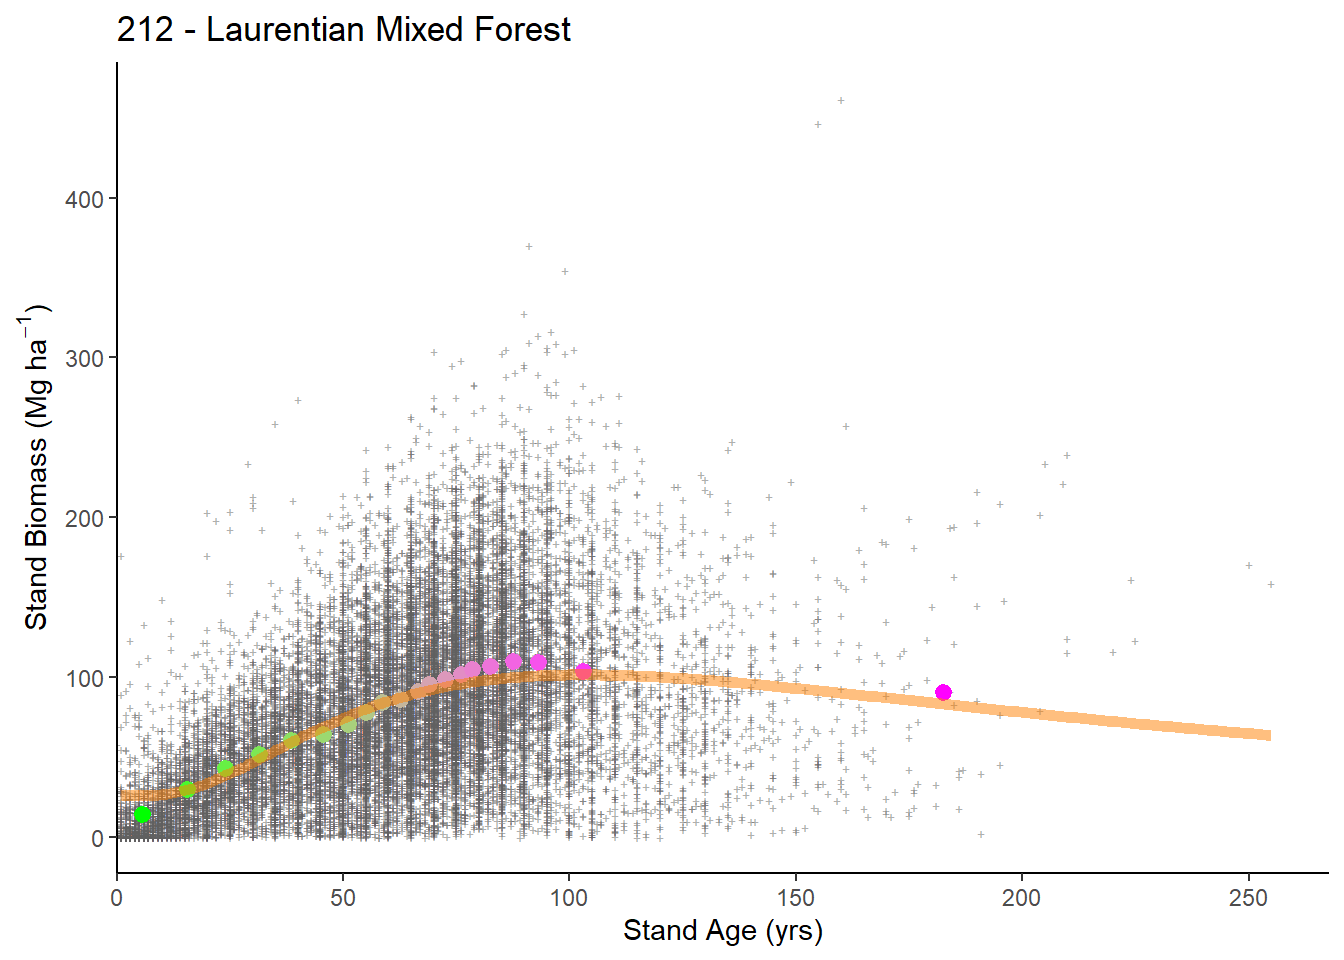 212 - Laurentian Mixed Forest
Stand Biomass (Mg ha⁻¹)
400
300
200
100
0
0 50 100 150 200 250
Stand Age (yrs)